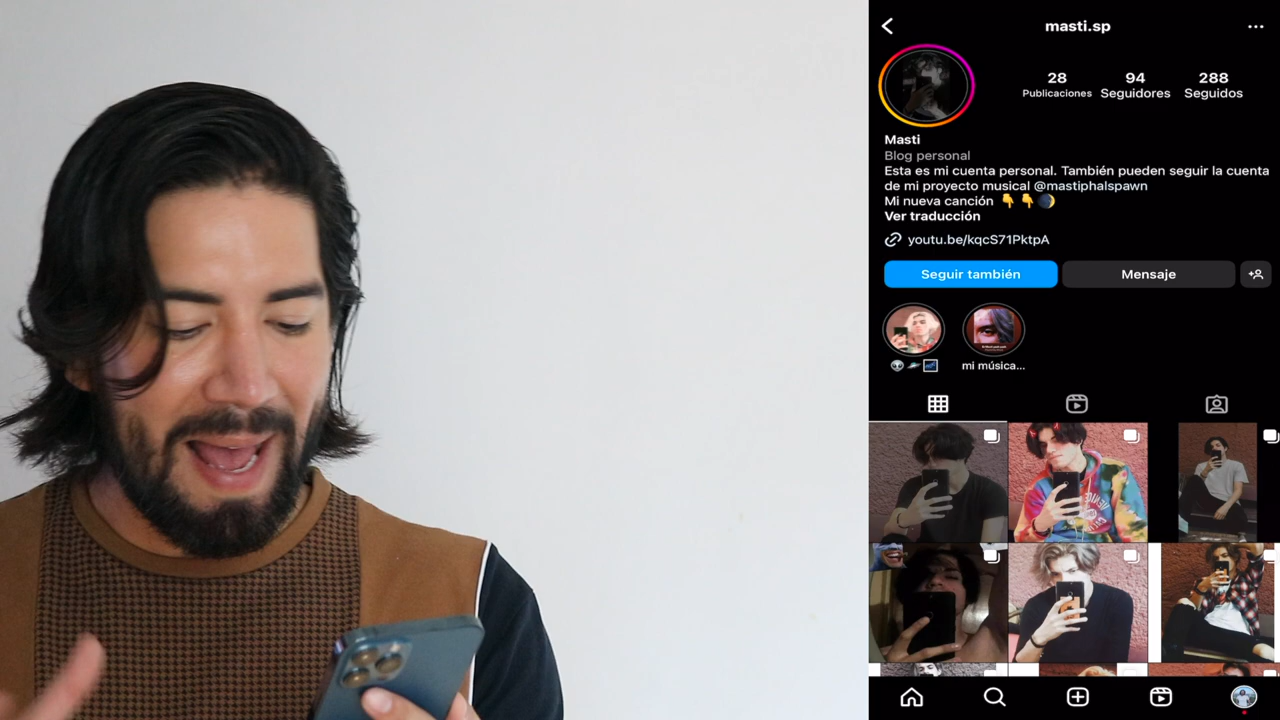 masti.sp
28
94
288
Publicaciones
Seguidores
Seguidos
Masti
Blog personal
Esta es mi cuenta personal. También pueden seguir la cuenta
de mi proyecto musical @mastiphalspawn
Mi nueva canción 👇👇🌒
Ver traducción
youtu.be/kqcS71PktpA
Seguir también
Mensaje
👽🛸🌌
mi música...